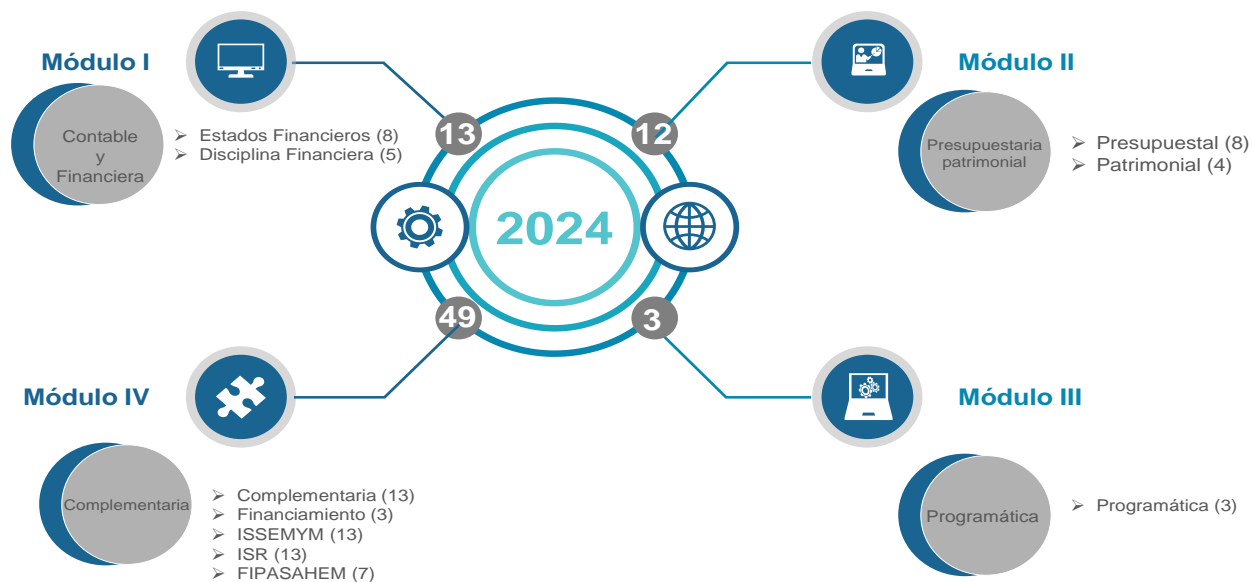 Módulo I
Contable
y
Financiera
➢ Estados Financieros (8)
➢ Disciplina Financiera (5)
13
12
Módulo II
Presupuestaria
patrimonial
➢ Presupuestal (8)
➢ Patrimonial (4)
2024
49
3
Módulo IV
Complementaria
➢ Complementaria (13)
➢ Financiamiento (3)
➢ ISSEMYM (13)
➢ ISR (13)
➢ FIPASAHEM (7)
Módulo III
Programática
➢ Programática (3)